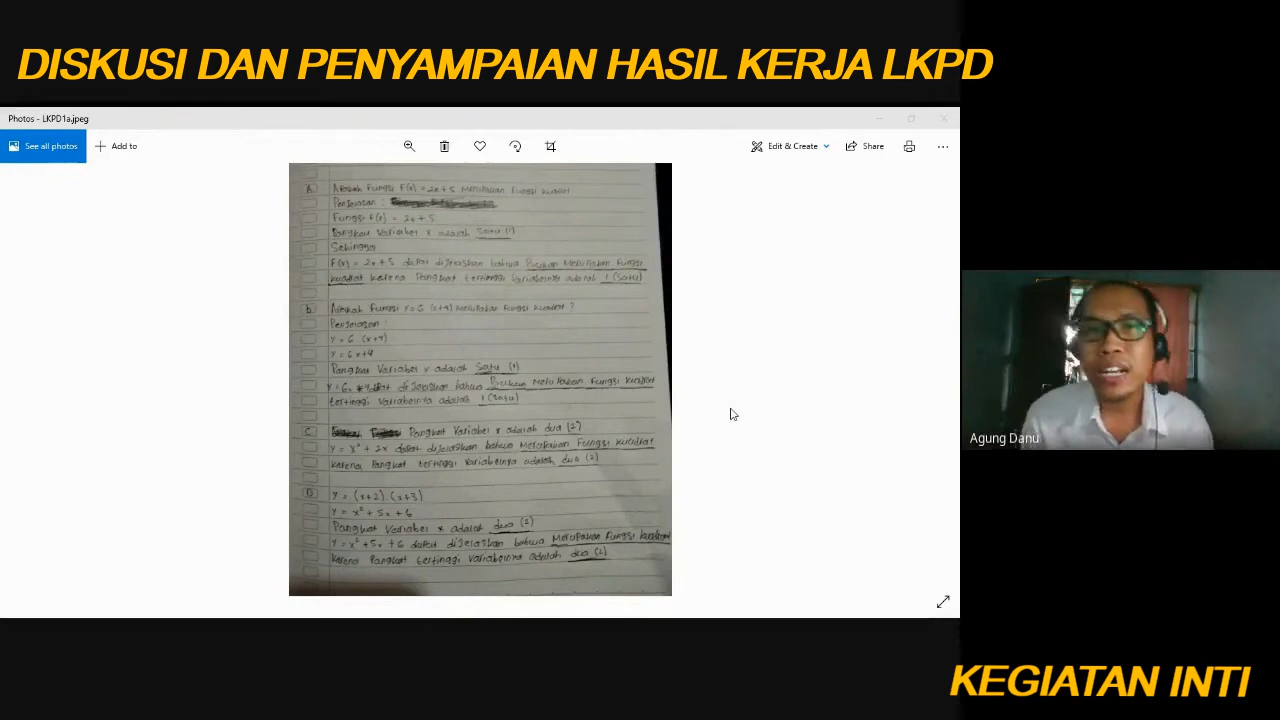 DISKUSI DAN PENYAMPAIAN HASIL KERJA LKPD
Photos - LKPD1a.jpeg
See all photos
Add to
Edit & Create
Share
A. Apakah Fungsi F(x) = 2x + 5 Merupakan Fungsi kuadrat
Penjelasan :
Fungsi f(x) = 2x + 5
Pangkat Variabel x adalah Satu (1)
Sehingga
F(x) = 2x + 5 dapat dijelaskan bahwa Bukan Merupakan Fungsi
kuadrat karena Pangkat tertinggi Variabelnya adalah 1 (Satu)
b. Apakah Fungsi Y = 6 (x+4) Merupakan Fungsi kuadrat ?
Penjelasan :
Y = 6 (x+4)
Y = 6x+4
Pangkat Variabel x adalah Satu (1)
dapat dijelaskan bahwa Bukan Merupakan Fungsi kuadrat
tertinggi Variabelnya adalah 1 (Satu)
C. Pangkat Variabel x adalah dua (2)
Y = x² + 2x dapat dijelaskan bahwa Merupakan Fungsi kuadrat
karena Pangkat tertinggi Variabelnya adalah dua (2)
D. Y = (x+2).(x+3)
Y = x² + 5x + 6
Pangkat Variabel x adalah dua (2)
Y = x² + 5x + 6 dapat dijelaskan bahwa Merupakan Fungsi kuadrat
karena Pangkat tertinggi Variabelnya adalah dua (2)
Agung Danu
KEGIATAN INTI